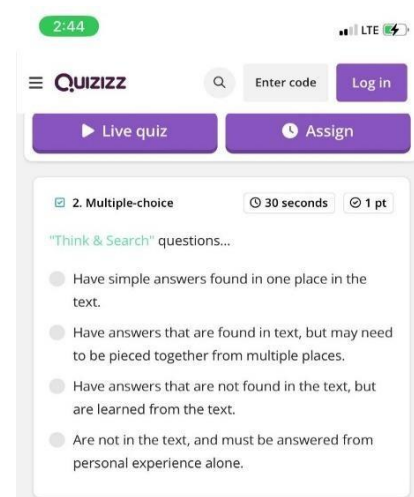 2:44
LTE
Quizizz
Enter code
Log in
Live quiz
Assign
2. Multiple-choice
30 seconds
1 pt
"Think & Search" questions...
Have simple answers found in one place in the
text.
Have answers that are found in text, but may need
to be pieced together from multiple places.
Have answers that are not found in the text, but
are learned from the text.
Are not in the text, and must be answered from
personal experience alone.